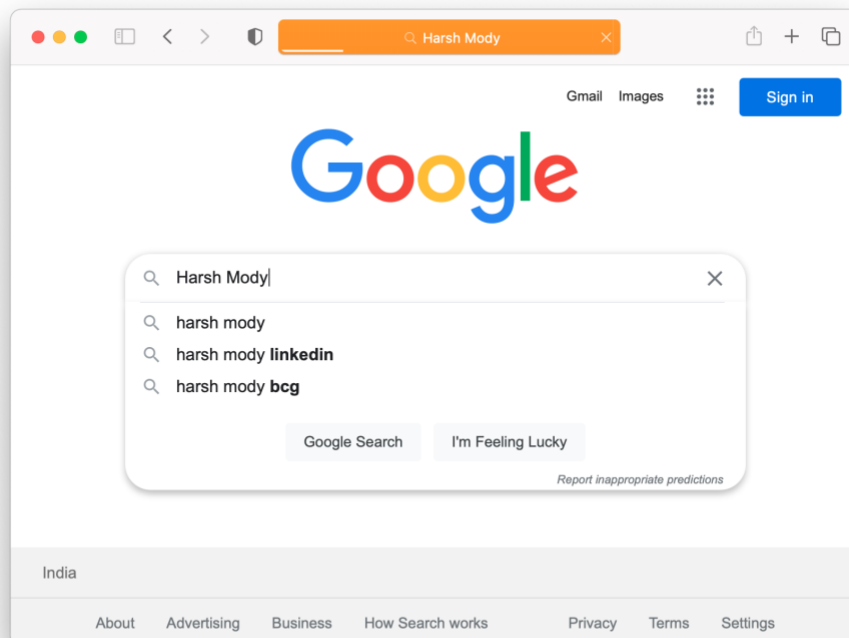 Harsh Mody
Gmail Images
Sign in
Google
Harsh Mody
harsh mody
harsh mody linkedin
harsh mody bcg
Google Search I'm Feeling Lucky
Report inappropriate predictions
India
About Advertising Business How Search works Privacy Terms Settings